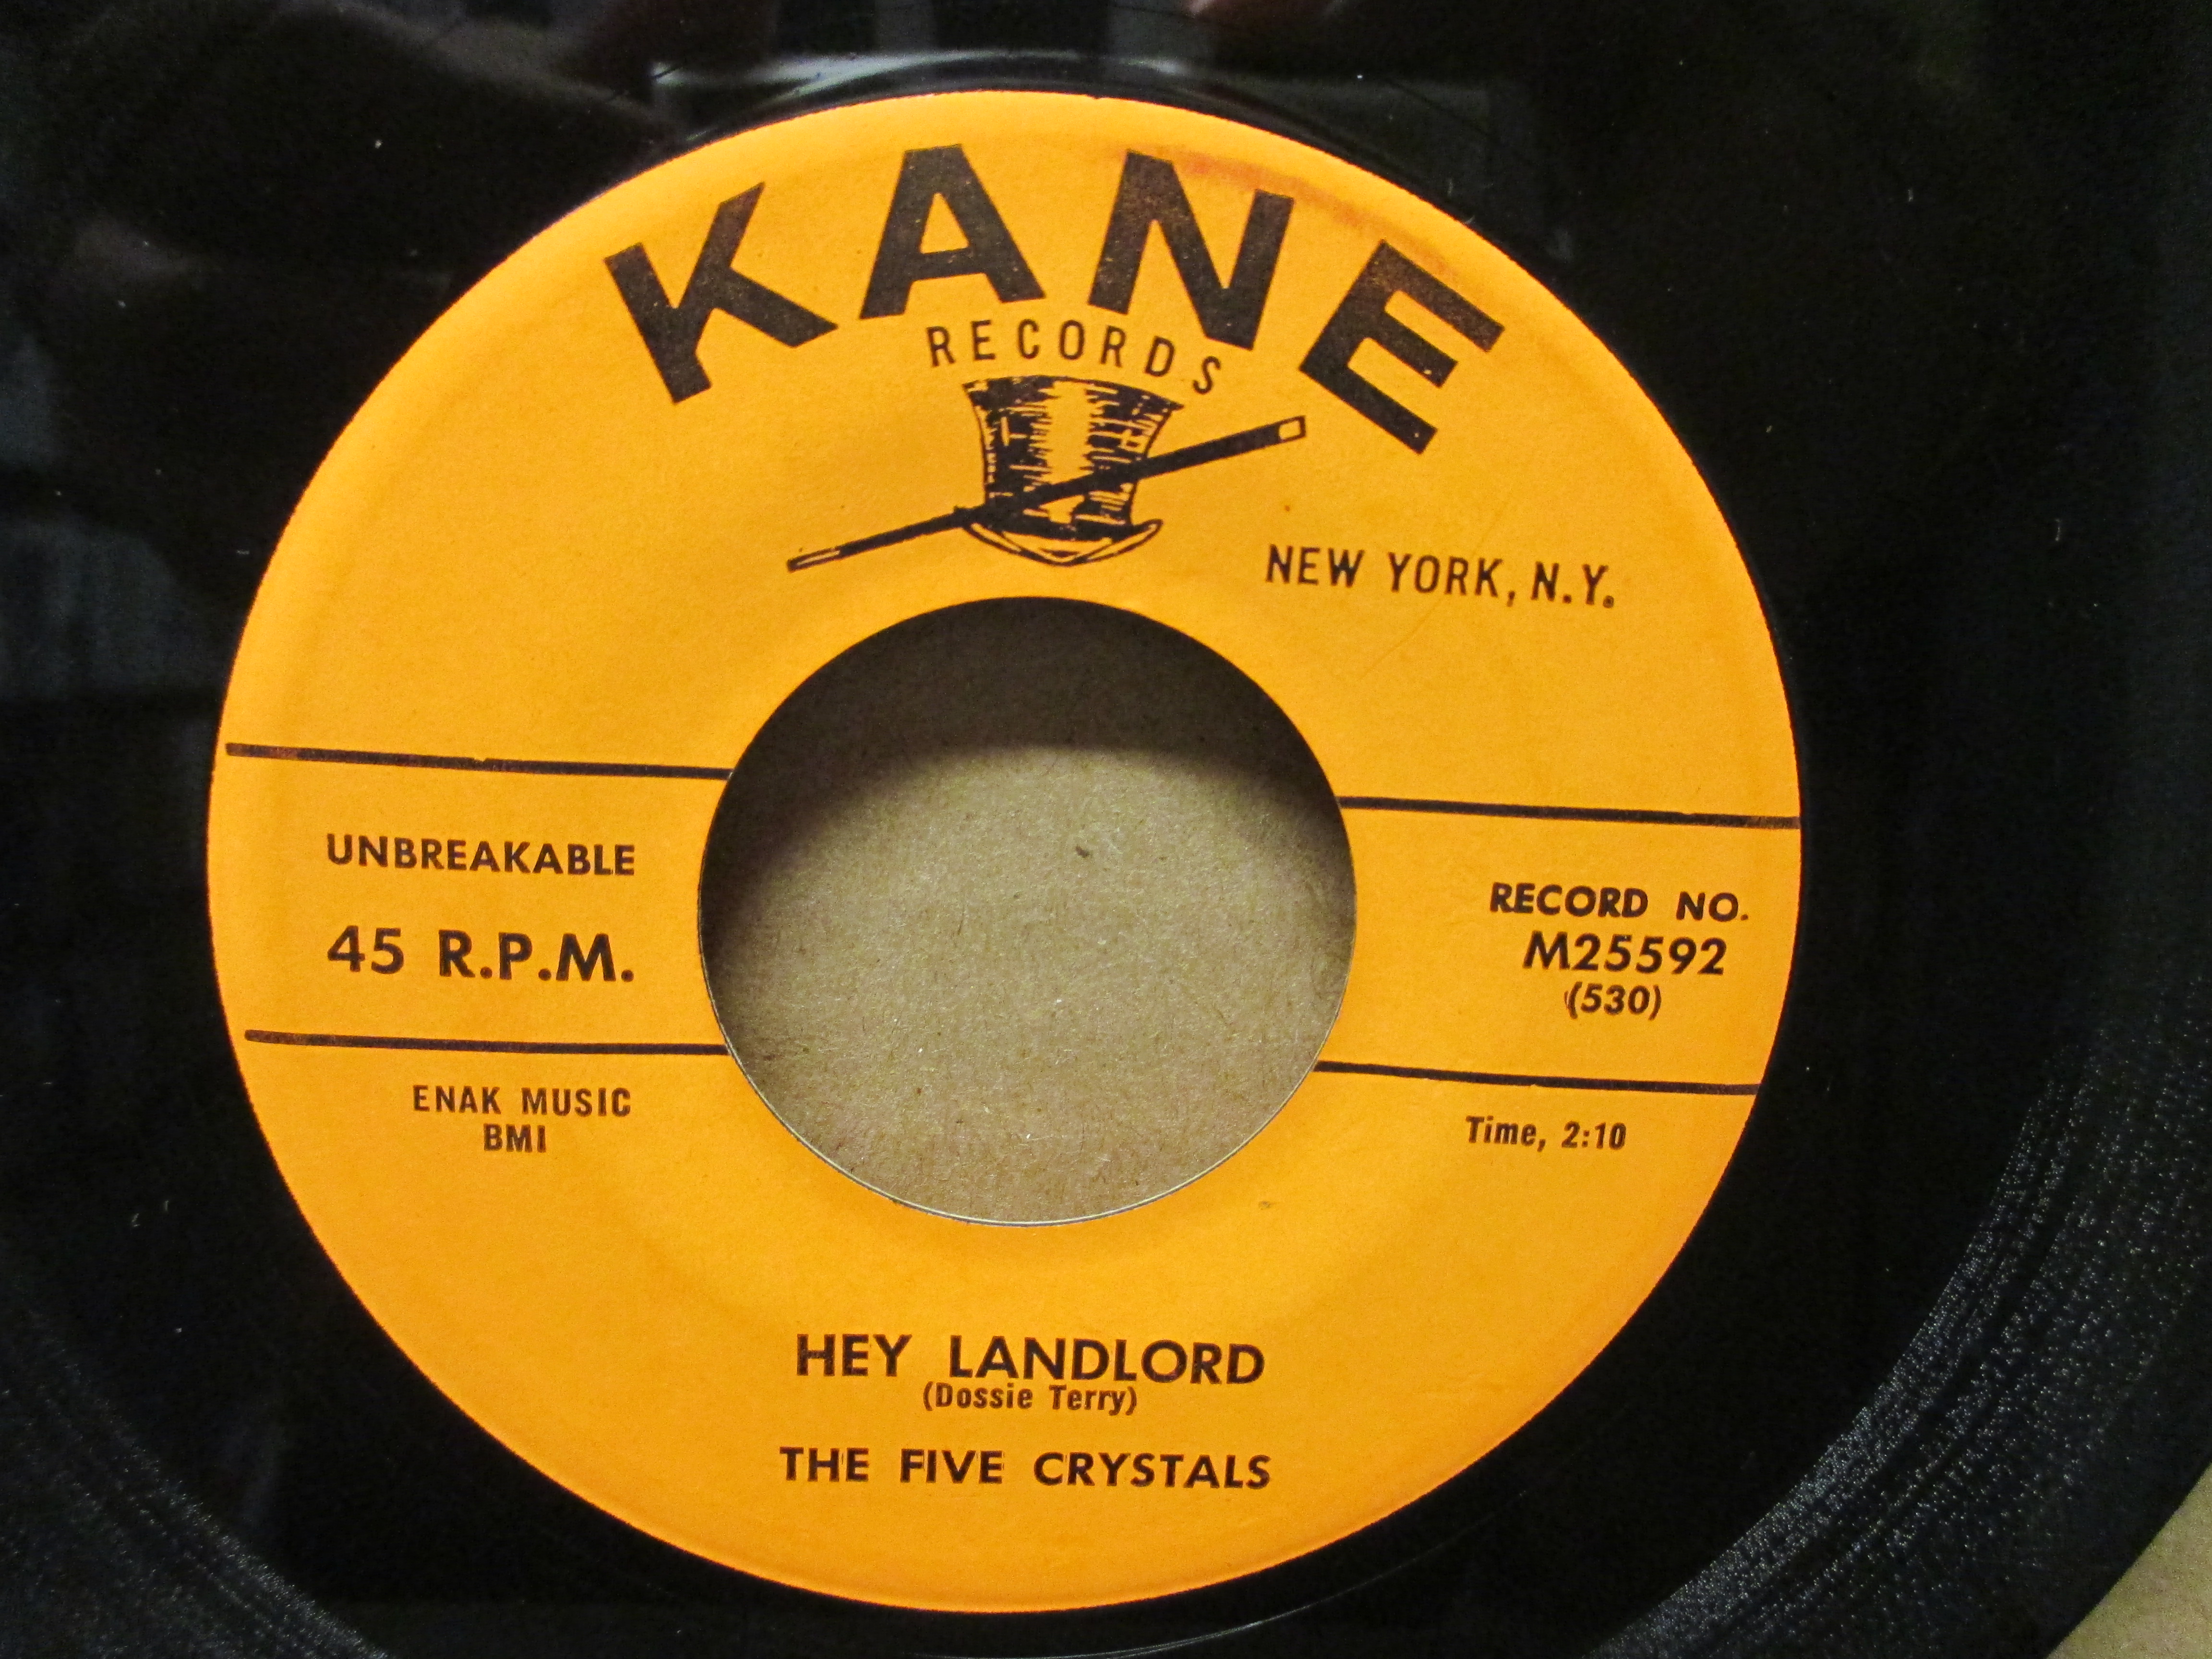 KANE
RECORDS
NEW YORK, N.Y.
UNBREAKABLE
45 R.P.M.
RECORD NO.
M25592
(530)
ENAK MUSIC
BMI
Time, 2:10
HEY LANDLORD
(Dossie Terry)
THE FIVE CRYSTALS